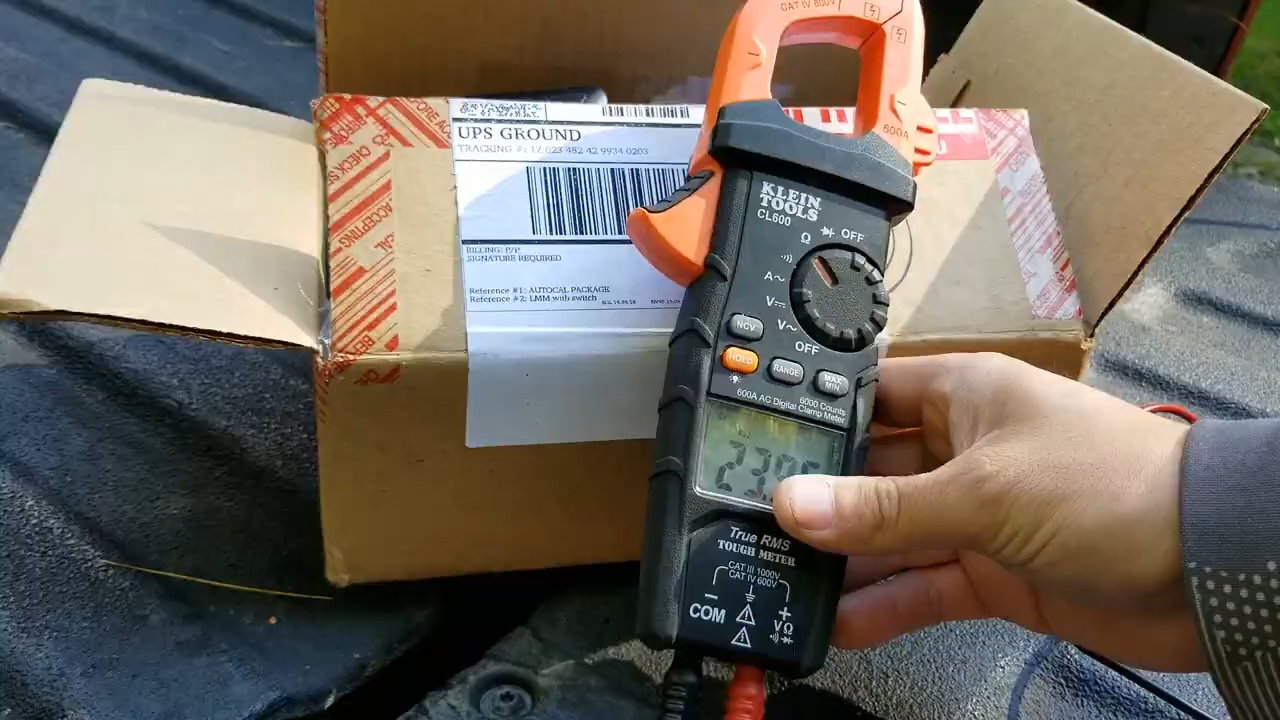 CAT IV 600V
600A
UPS GROUND
TRACKING #: 1Z 023 482 42 9934 0203
BILLING: P/P
SIGNATURE REQUIRED
Reference #1: AUTOCAL PACKAGE
Reference #2: LMM with switch
CHECK
ACCEPTING
KLEIN
TOOLS
CL600
Ω
OFF
A~
V
V~
OFF
NCV
HOLD
RANGE
MAX
MIN
6000 Counts
600A AC Digital Clamp Meter
True RMS
TOUGH METER
CAT III 1000V
CAT IV 600V
−
+
COM
VΩ